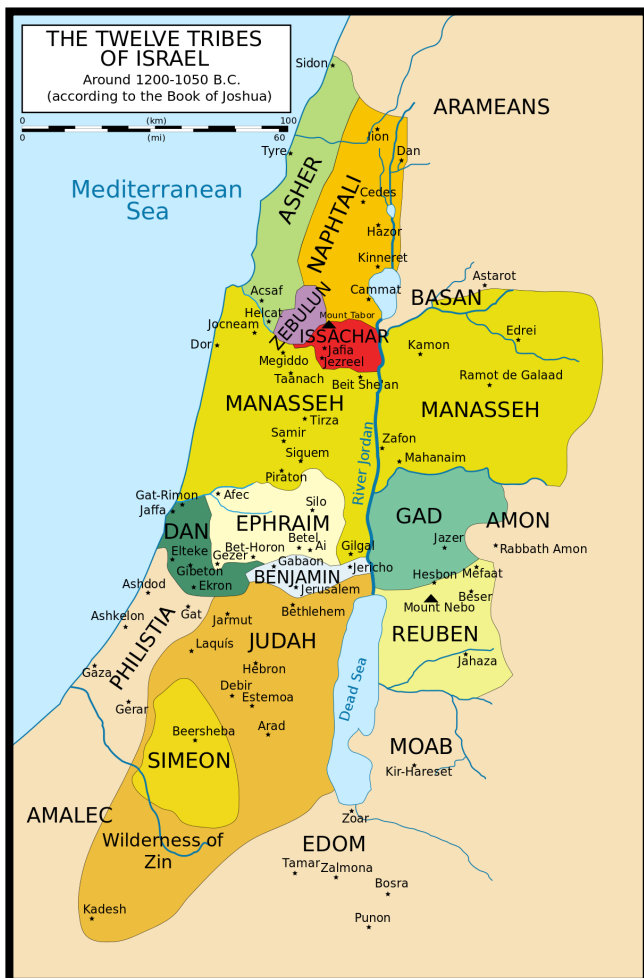 THE TWELVE TRIBES
OF ISRAEL
Around 1200-1050 B.C.
(according to the Book of Joshua)
0 (km) 100
0 (mi) 60
Sidon
ARAMEANS
Ijon
Tyre
Dan
ASHER
Mediterranean
Sea
Cedes
NAPHTALI
Hazor
Kinneret
Astarot
Acsaf
Cammat
BASAN
Helcat
ZEBULUN
Mount Tabor
Jocneam
Edrei
ISSACHAR
Dor
Jafia
Kamon
Megiddo
Jezreel
Taânach
Beit She'an
Ramot de Galaad
MANASSEH
MANASSEH
Tirza
Samir
Zafon
Siquem
Mahanaim
River Jordan
Piraton
Gat-Rimon
Afec
Silo
Jaffa
GAD
AMON
EPHRAIM
DAN
Betel
Jazer
Elteke
Bet-Horon
Ai
Gilgal
Rabbath Amon
Gezer
Gabaon
Gibeton
Jericho
BENJAMIN
Hesbon
Mefaat
Ashdod
Ekron
Jerusalem
Beser
Gat
Bethlehem
Mount Nebo
Ashkelon
Jarmut
PHILISTIA
REUBEN
JUDAH
Laquís
Jahaza
Gaza
Hebron
Dead Sea
Debir
Estemoa
Gerar
Arad
Beersheba
MOAB
SIMEON
Kir-Hareset
AMALEC
Zoar
Wilderness of
Zin
EDOM
Tamar
Zalmona
Bosra
Kadesh
Punon